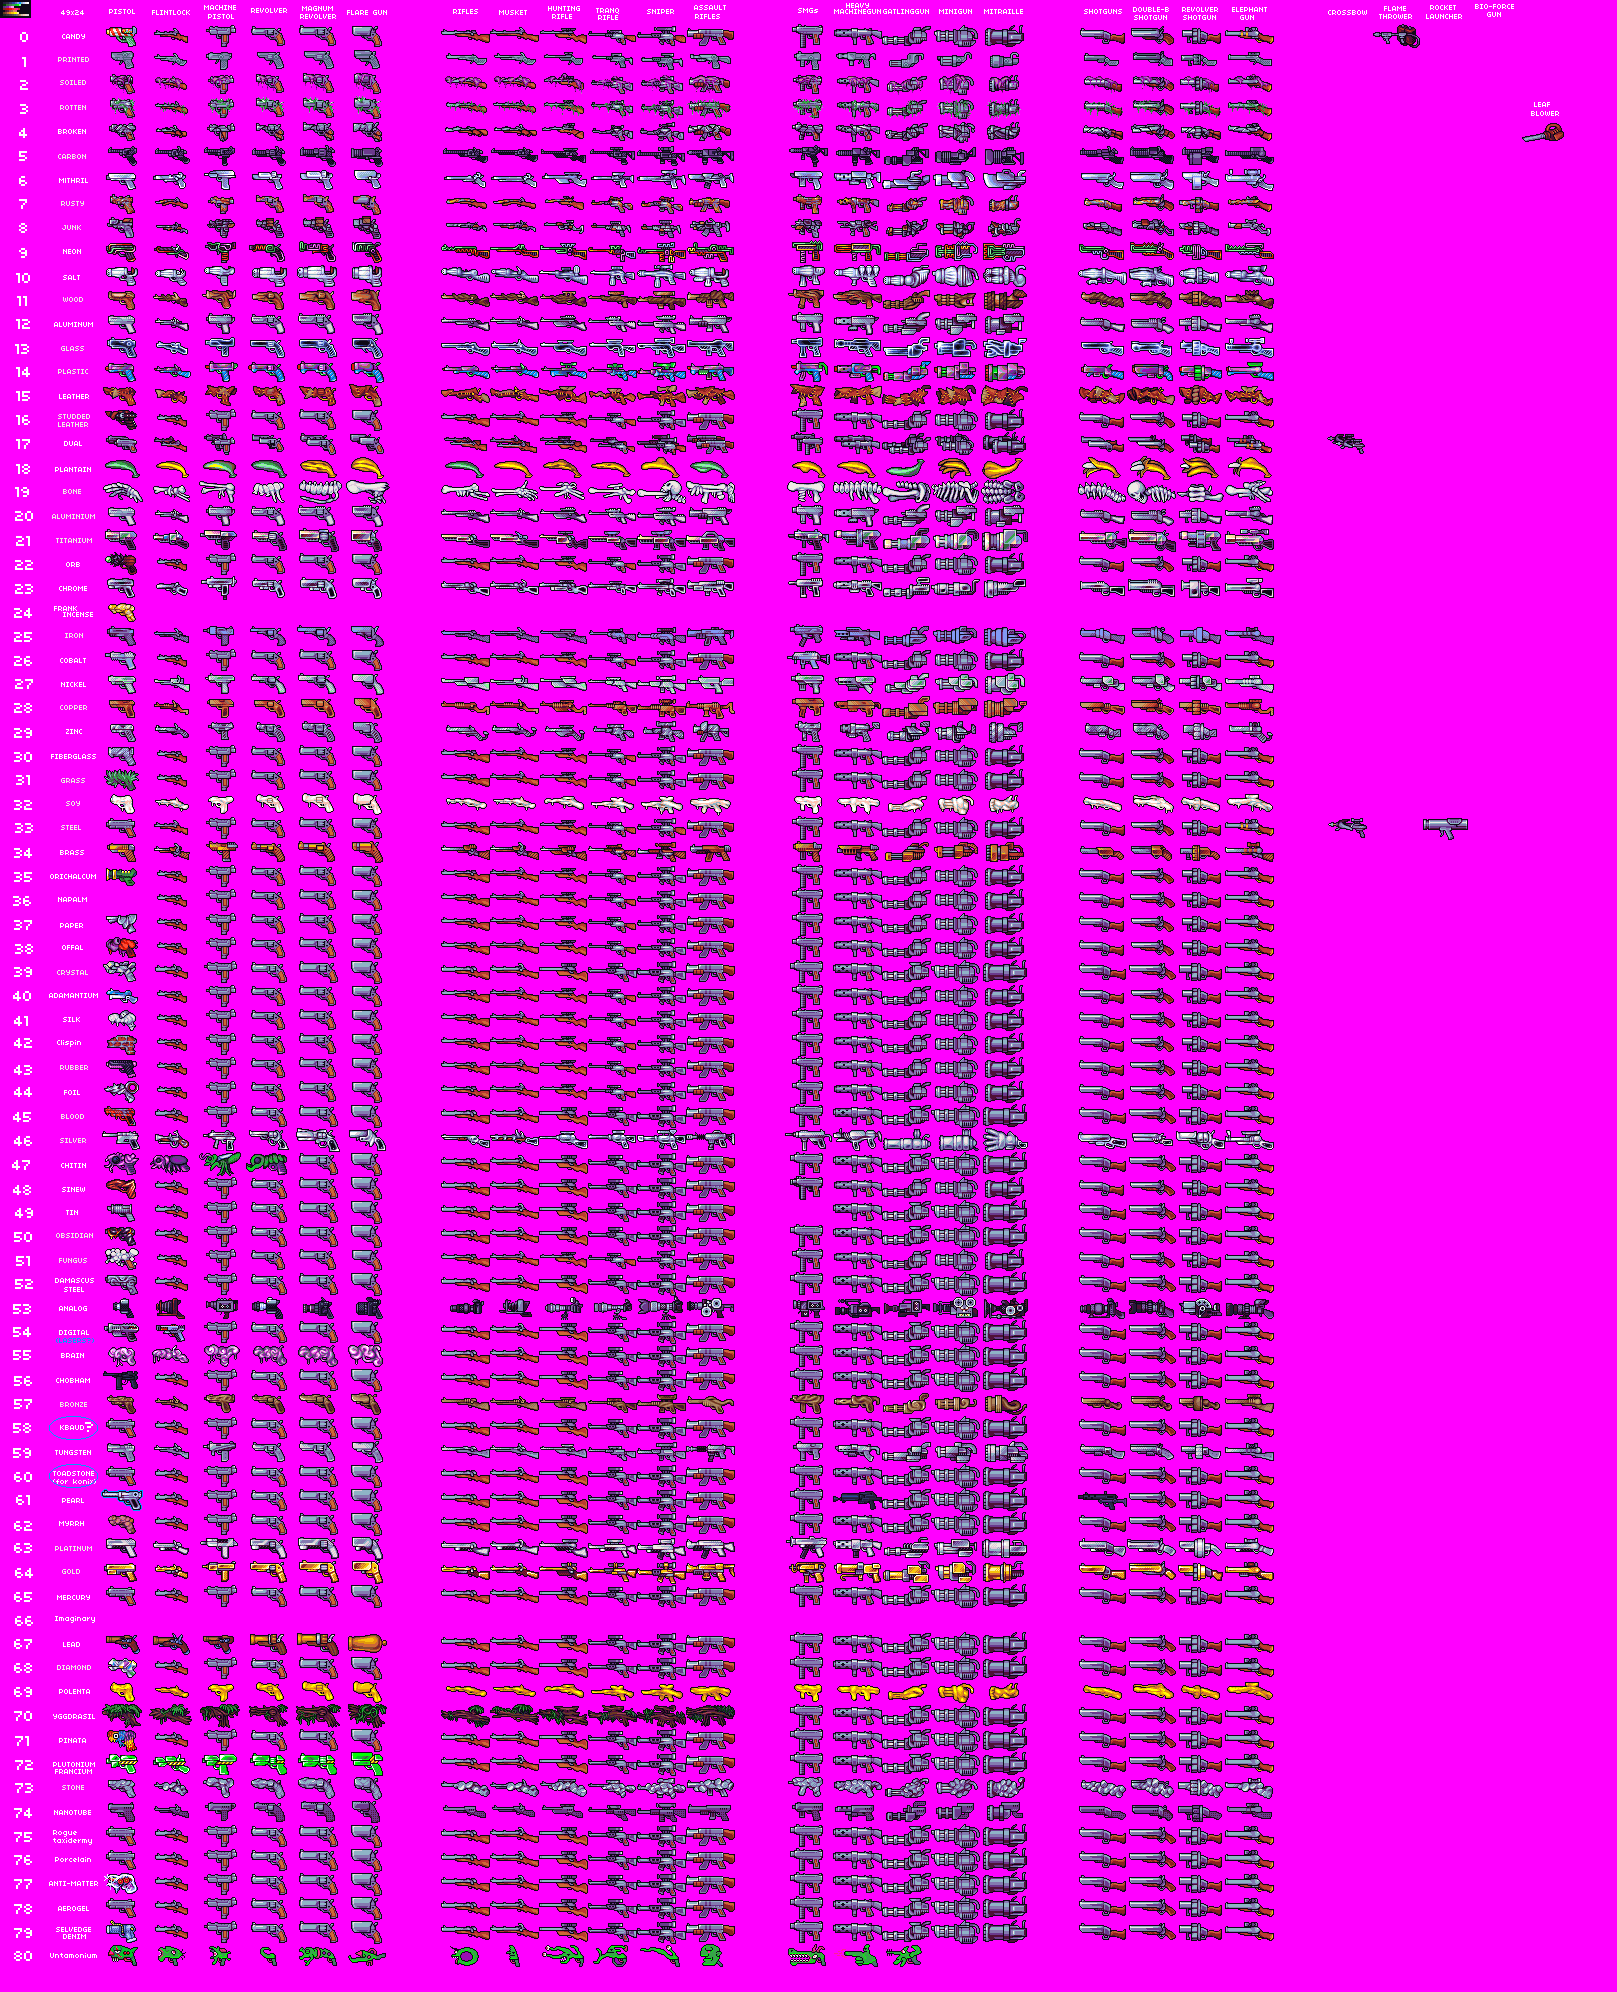 49x24 PISTOL FLINTLOCK MACHINE PISTOL REVOLVER MAGNUM REVOLVER FLARE GUN RIFLES MUSKET HUNTING RIFLE TRANQ RIFLE SNIPER ASSAULT RIFLES SMGS HEAVY MACHINEGUN GATLINGGUN MINIGUN MITRAILLE SHOTGUNS DOUBLE-B SHOTGUN REVOLVER SHOTGUN ELEPHANT GUN CROSSBOW FLAME THROWER ROCKET LAUNCHER BIO-FORCE GUN
0 CANDY
1 PRINTED
2 SOILED
3 ROTTEN
LEAF
BLOWER
4 BROKEN
5 CARBON
6 MITHRIL
7 RUSTY
8 JUNK
9 NEON
10 SALT
11 WOOD
12 ALUMINUM
13 GLASS
14 PLASTIC
15 LEATHER
16 STUDDED
LEATHER
17 DUAL
18 PLANTAIN
19 BONE
20 ALUMINIUM
21 TITANIUM
22 ORB
23 CHROME
24 FRANK
INCENSE
25 IRON
26 COBALT
27 NICKEL
28 COPPER
29 ZINC
30 FIBERGLASS
31 GRASS
32 SOY
33 STEEL
34 BRASS
35 ORICHALCUM
36 NAPALM
37 PAPER
38 OFFAL
39 CRYSTAL
40 ADAMANTIUM
41 SILK
42 Clispin
43 RUBBER
44 FOIL
45 BLOOD
46 SILVER
47 CHITIN
48 SINEW
49 TIN
50 OBSIDIAN
51 FUNGUS
52 DAMASCUS
STEEL
53 ANALOG
54 DIGITAL
55 BRAIN
56 CHOBHAM
57 BRONZE
58 KBAUD?
59 TUNGSTEN
60 TOADSTONE
(for konix)
61 PEARL
62 MYRRH
63 PLATINUM
64 GOLD
65 MERCURY
66 Imaginary
67 LEAD
68 DIAMOND
69 POLENTA
70 YGGDRASIL
71 PINATA
72 PLUTONIUM
FRANCIUM
73 STONE
74 NANOTUBE
75 Rogue
taxidermy
76 Porcelain
77 ANTI-MATTER
78 AEROGEL
79 SELVEDGE
DENIM
80 Untamonium